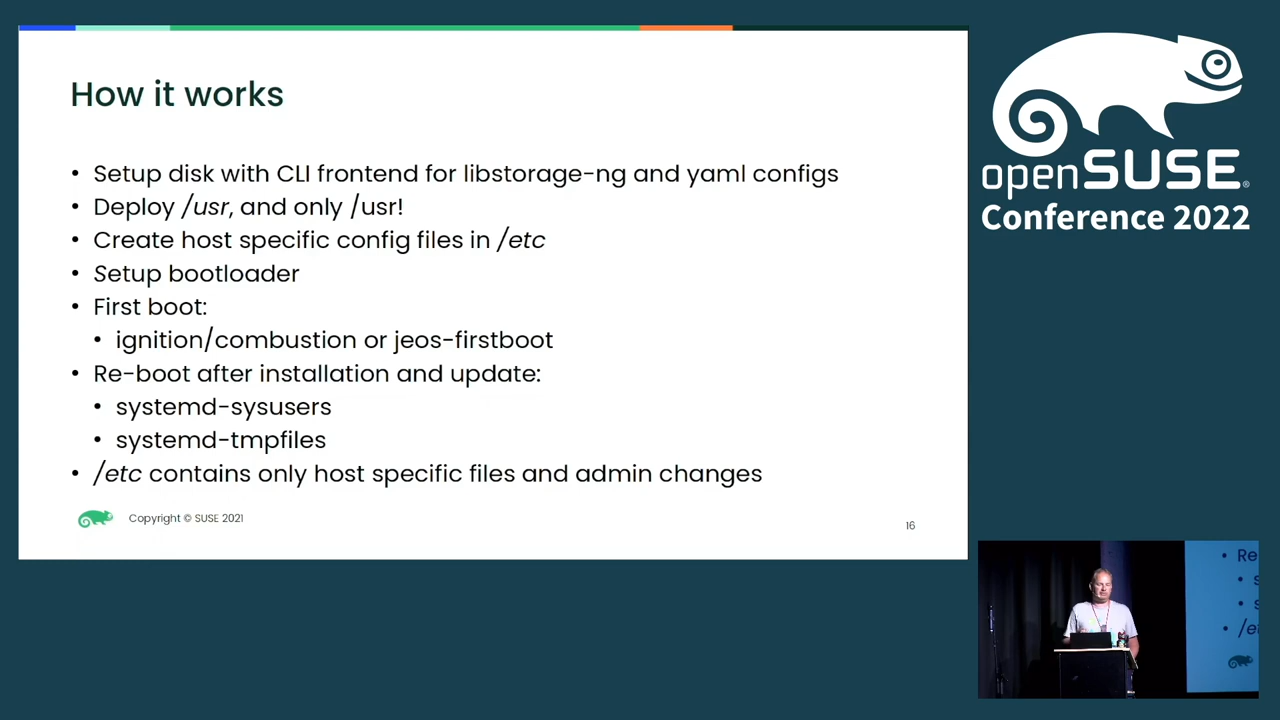 How it works
• Setup disk with CLI frontend for libstorage-ng and yaml configs
• Deploy /usr, and only /usr!
• Create host specific config files in /etc
• Setup bootloader
• First boot:
• ignition/combustion or jeos-firstboot
• Re-boot after installation and update:
• systemd-sysusers
• systemd-tmpfiles
• /etc contains only host specific files and admin changes
Copyright © SUSE 2021
16
openSUSE®
Conference 2022
• Re
• s
• s
• /e